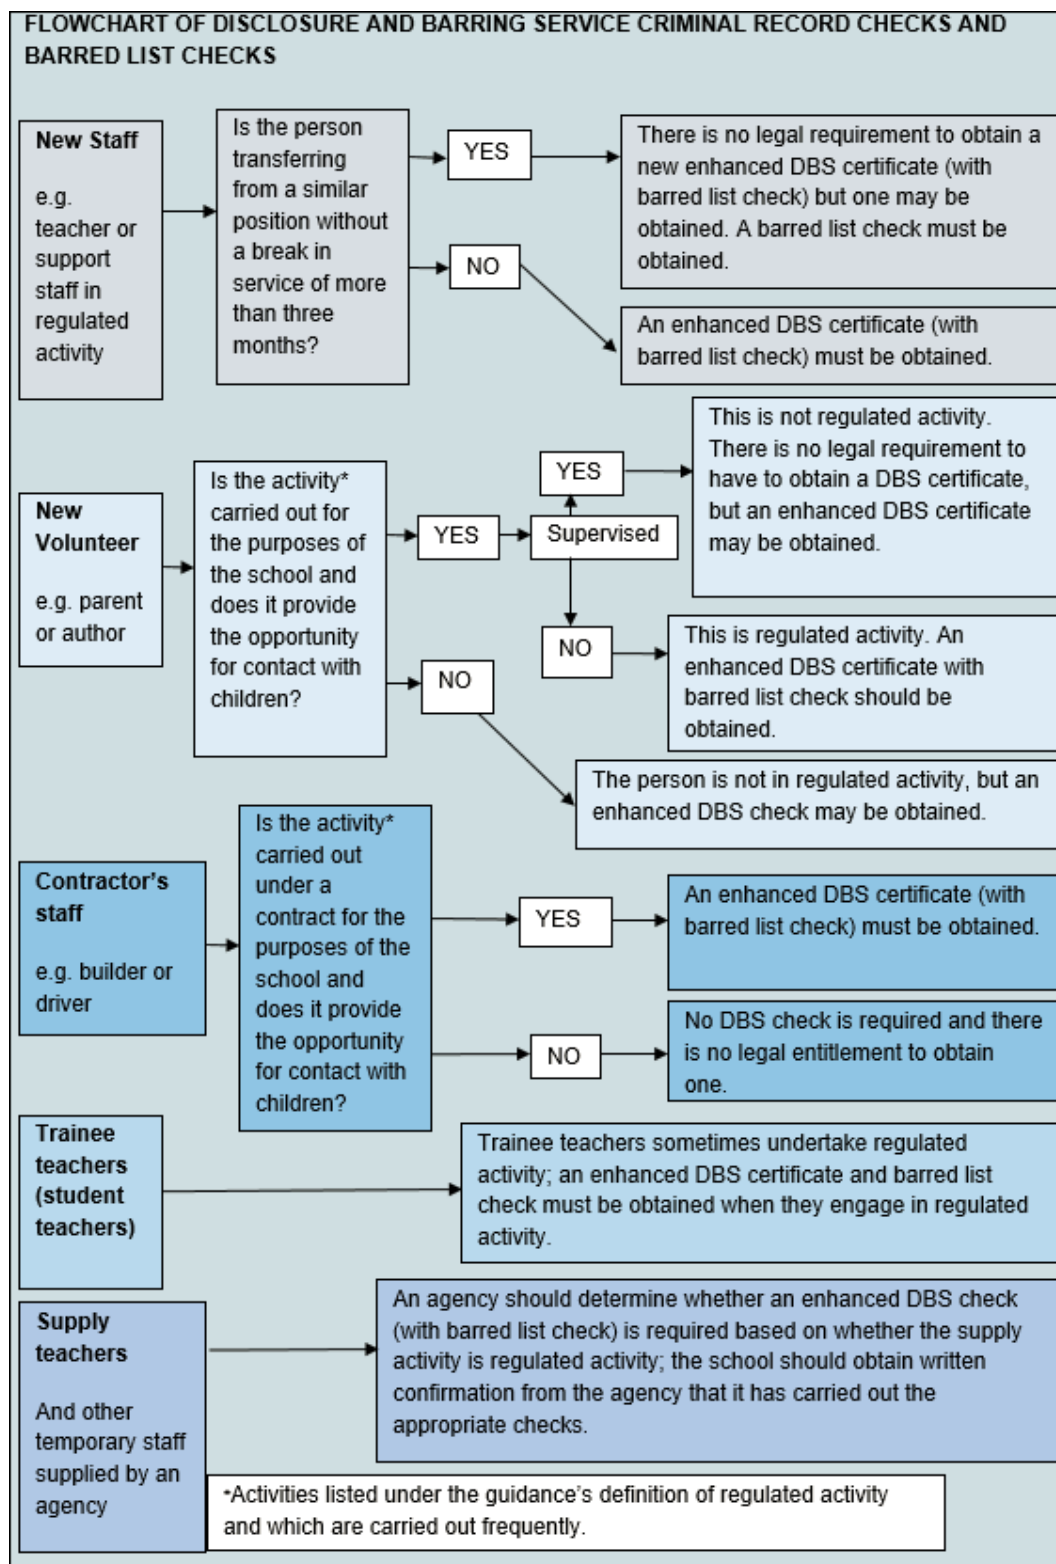 FLOWCHART OF DISCLOSURE AND BARRING SERVICE CRIMINAL RECORD CHECKS AND
BARRED LIST CHECKS
New Staff
e.g.
teacher or
support
staff in
regulated
activity
Is the person
transferring
from a similar
position without
a break in
service of more
than three
months?
YES
There is no legal requirement to obtain a
new enhanced DBS certificate (with
barred list check) but one may be
obtained. A barred list check must be
obtained.
NO
An enhanced DBS certificate (with
barred list check) must be obtained.
New
Volunteer
e.g. parent
or author
Is the activity*
carried out for
the purposes of
the school and
does it provide
the opportunity
for contact with
children?
YES
Supervised
YES
This is not regulated activity.
There is no legal requirement to
have to obtain a DBS certificate,
but an enhanced DBS certificate
may be obtained.
NO
This is regulated activity. An
enhanced DBS certificate with
barred list check should be
obtained.
NO
The person is not in regulated activity, but an
enhanced DBS check may be obtained.
Contractor's
staff
e.g. builder or
driver
Is the activity*
carried out
under a
contract for the
purposes of the
school and
does it provide
the opportunity
for contact with
children?
YES
An enhanced DBS certificate (with
barred list check) must be obtained.
NO
No DBS check is required and there
is no legal entitlement to obtain
one.
Trainee
teachers
(student
teachers)
Trainee teachers sometimes undertake regulated
activity; an enhanced DBS certificate and barred list
check must be obtained when they engage in regulated
activity.
Supply
teachers
And other
temporary staff
supplied by an
agency
An agency should determine whether an enhanced DBS check
(with barred list check) is required based on whether the supply
activity is regulated activity; the school should obtain written
confirmation from the agency that it has carried out the
appropriate checks.
*Activities listed under the guidance's definition of regulated activity
and which are carried out frequently.